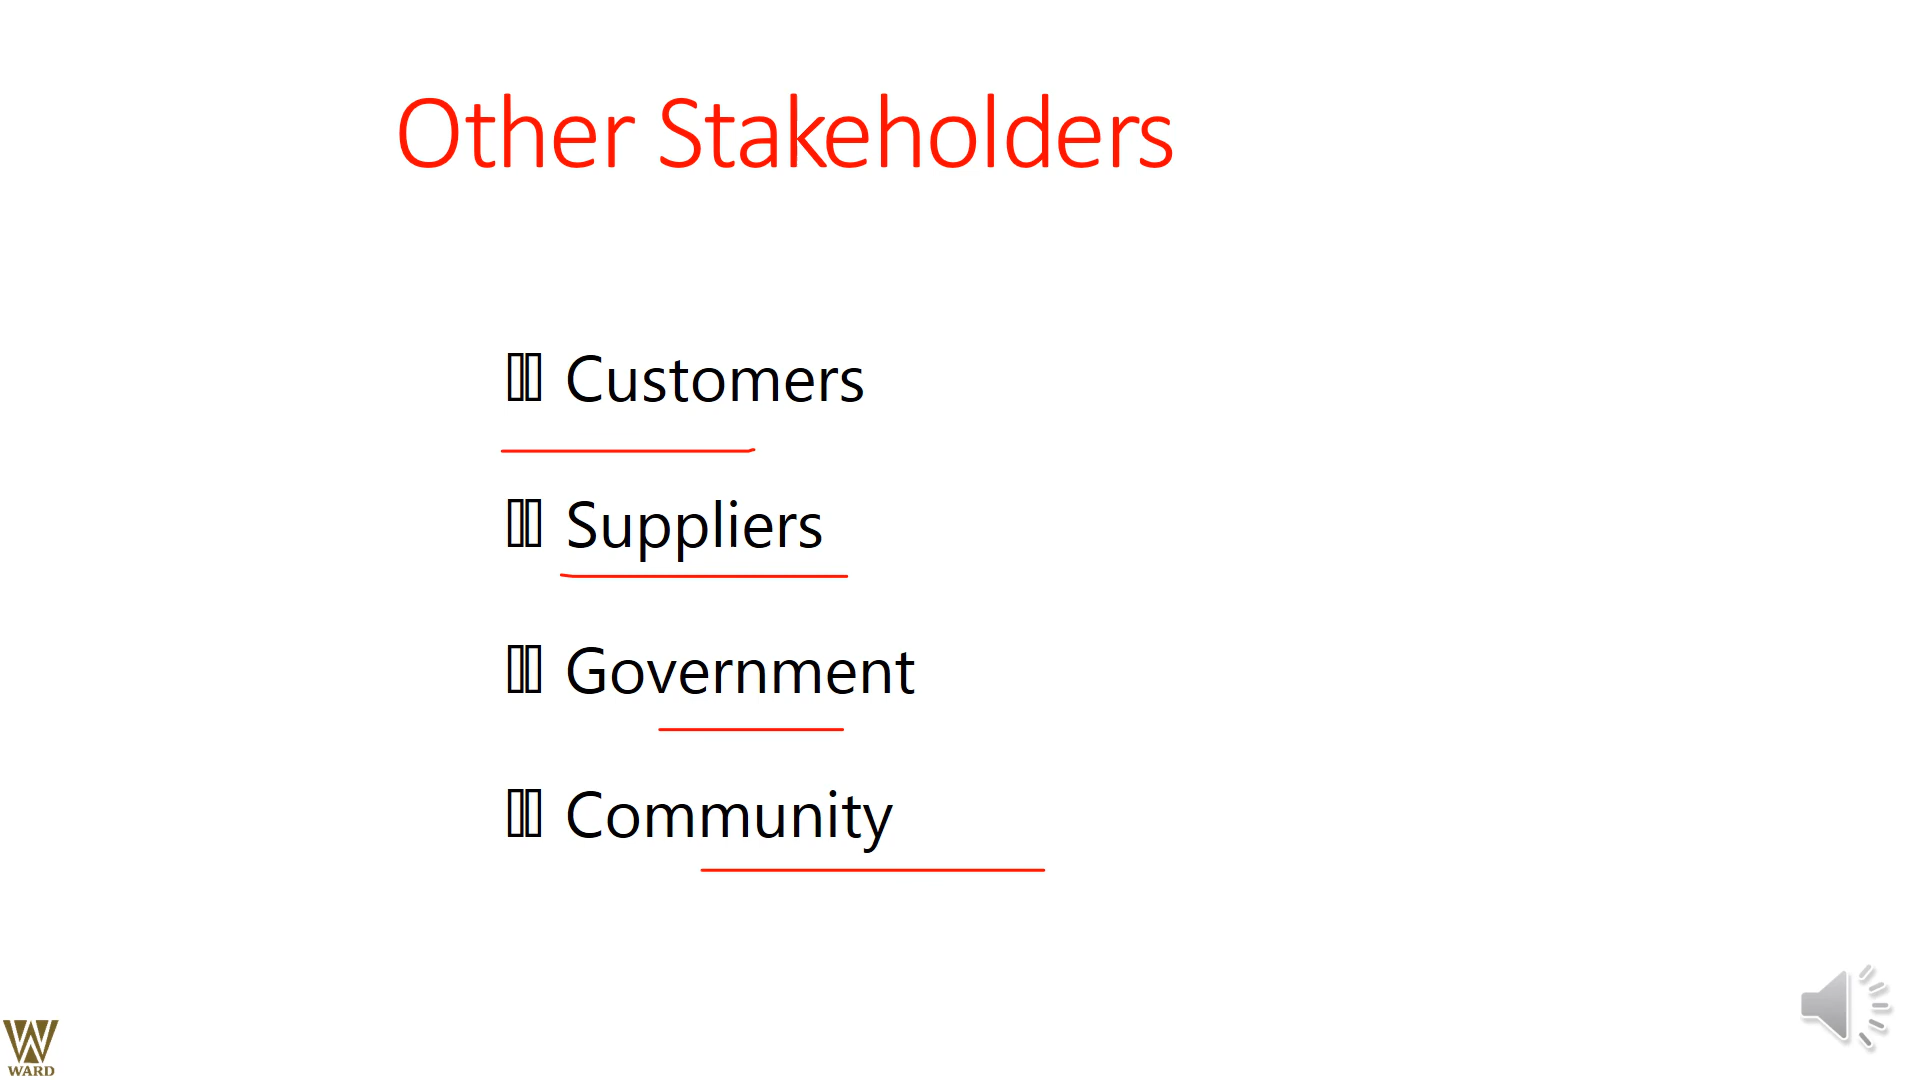 Other Stakeholders
Customers
Suppliers
Government
Community
WARD